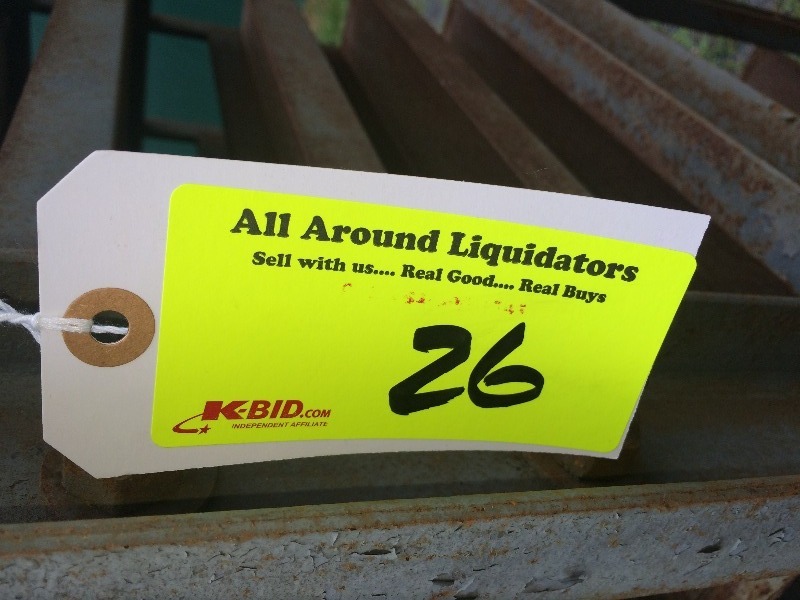 All Around Liquidators
Sell with us.... Real Good.... Real Buys
26
K-BID.COM
INDEPENDENT AFFILIATE